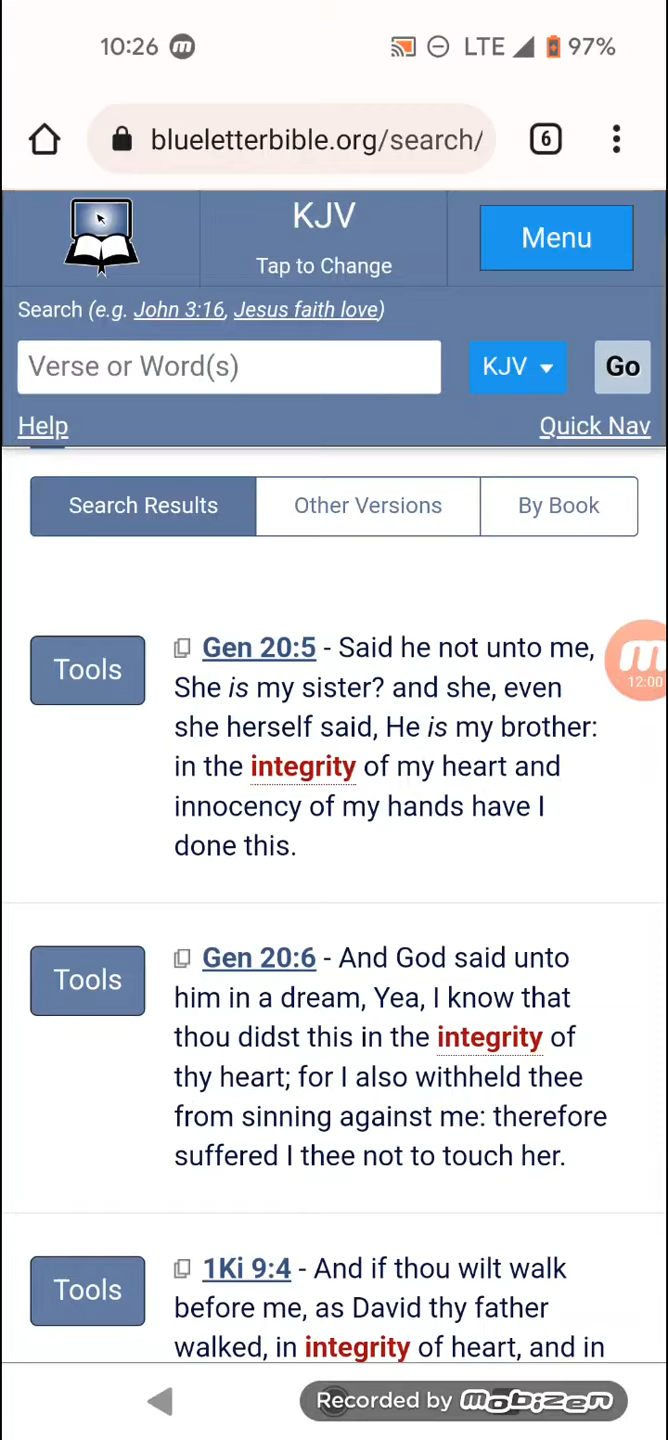 10:26 m LTE 97%
blueletterbible.org/search/ 6
KJV
Tap to Change
Menu
Search (e.g. John 3:16, Jesus faith love)
Verse or Word(s) KJV Go
Help Quick Nav
Search Results Other Versions By Book
Tools
Gen 20:5 - Said he not unto me,
She is my sister? and she, even
she herself said, He is my brother:
in the integrity of my heart and
innocency of my hands have I
done this.
m
12:00
Tools
Gen 20:6 - And God said unto
him in a dream, Yea, I know that
thou didst this in the integrity of
thy heart; for I also withheld thee
from sinning against me: therefore
suffered I thee not to touch her.
Tools
1Ki 9:4 - And if thou wilt walk
before me, as David thy father
walked, in integrity of heart, and in
Recorded by mobizen